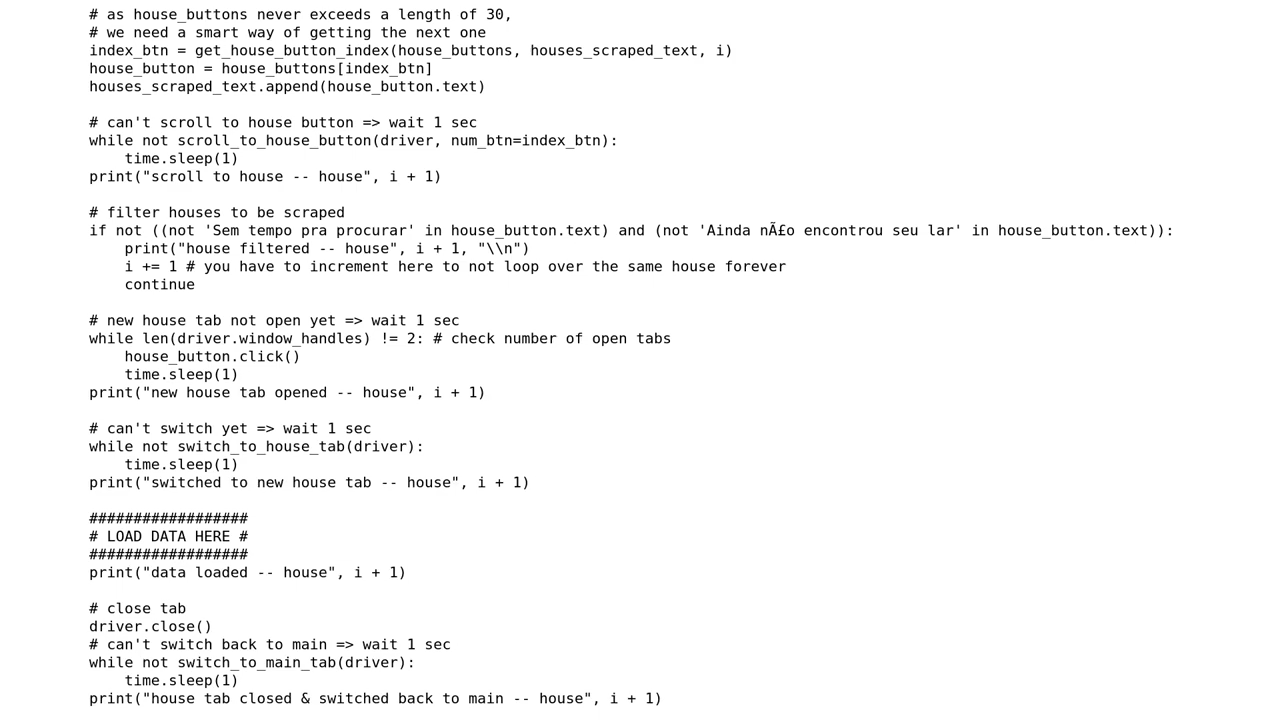 # as house_buttons never exceeds a length of 30,
# we need a smart way of getting the next one
index_btn = get_house_button_index(house_buttons, houses_scraped_text, i)
house_button = house_buttons[index_btn]
houses_scraped_text.append(house_button.text)

# can't scroll to house button => wait 1 sec
while not scroll_to_house_button(driver, num_btn=index_btn):
    time.sleep(1)
print("scroll to house -- house", i + 1)

# filter houses to be scraped
if not ((not 'Sem tempo pra procurar' in house_button.text) and (not 'Ainda nÃ£o encontrou seu lar' in house_button.text)):
    print("house filtered -- house", i + 1, "\\n")
    i += 1 # you have to increment here to not loop over the same house forever
    continue

# new house tab not open yet => wait 1 sec
while len(driver.window_handles) != 2: # check number of open tabs
    house_button.click()
    time.sleep(1)
print("new house tab opened -- house", i + 1)

# can't switch yet => wait 1 sec
while not switch_to_house_tab(driver):
    time.sleep(1)
print("switched to new house tab -- house", i + 1)

##################
# LOAD DATA HERE #
##################
print("data loaded -- house", i + 1)

# close tab
driver.close()
# can't switch back to main => wait 1 sec
while not switch_to_main_tab(driver):
    time.sleep(1)
print("house tab closed & switched back to main -- house", i + 1)